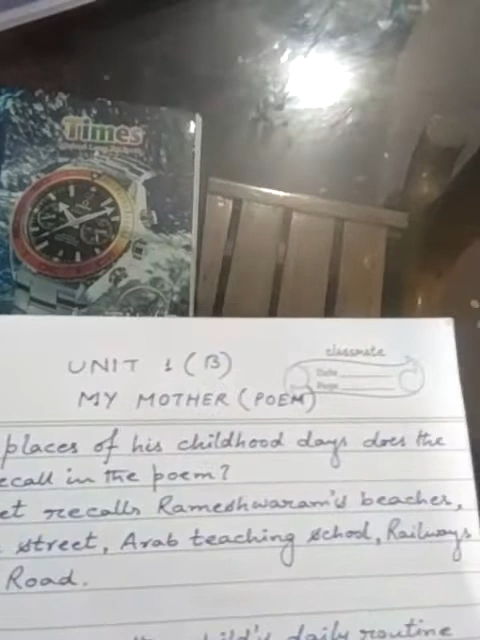 Times
UNIT 1 (B)
classmate
Date
Page
MY MOTHER (POEM)
places of his childhood days does the
ecall in the poem?
et recalls Rameshwaram's beaches,
street, Arab teaching school, Railways
Road.
child's daily routine